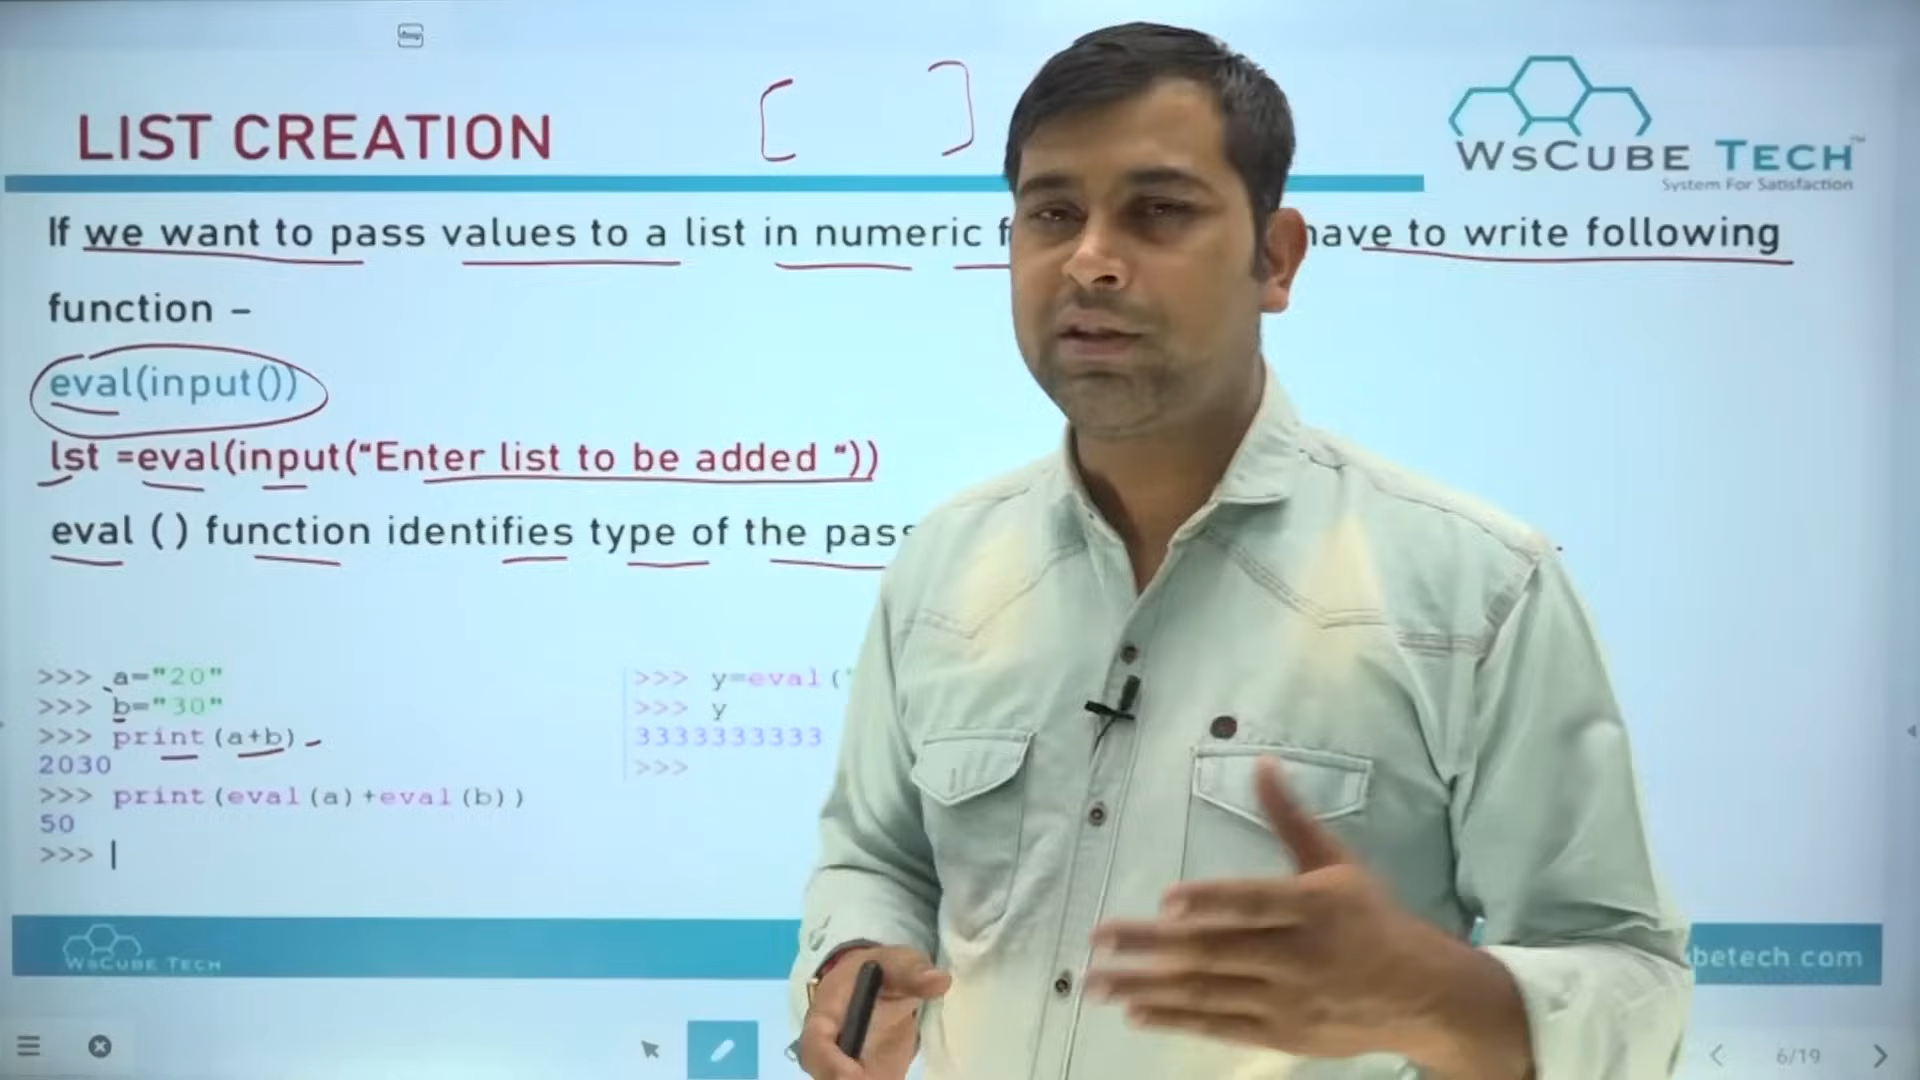 LIST CREATION
[ ]
WsCube Tech™
System For Satisfaction
If we want to pass values to a list in numeric have to write following
function –
eval(input())
lst =eval(input(“Enter list to be added “))
eval ( ) function identifies type of the
>>> a="20"
>>> b="30"
>>> print(a+b)
2030
>>> print(eval(a)+eval(b))
50
>>>
>>> y=eval(
>>> y
3333333333
>>>
WsCube Tech
betech com
6/19